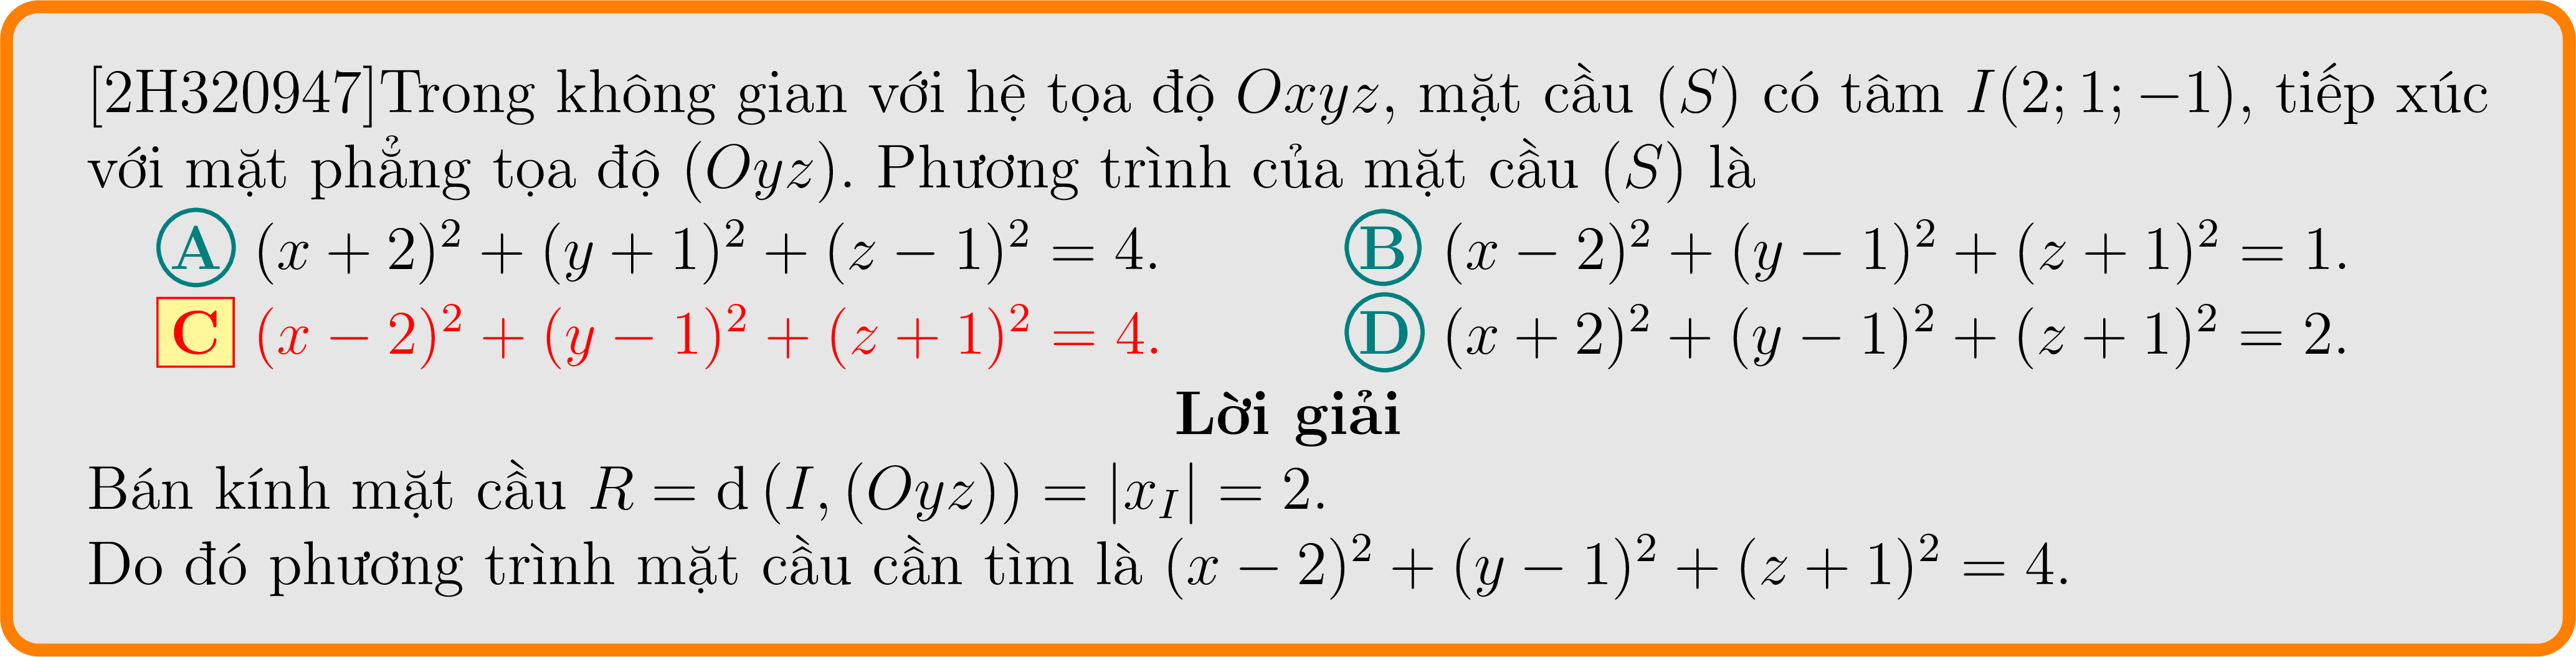 [2H320947]Trong không gian với hệ tọa độ Oxyz, mặt cầu (S) có tâm I(2; 1; −1), tiếp xúc
với mặt phẳng tọa độ (Oyz). Phương trình của mặt cầu (S) là
A (x + 2)² + (y + 1)² + (z − 1)² = 4. B (x − 2)² + (y − 1)² + (z + 1)² = 1.
C (x − 2)² + (y − 1)² + (z + 1)² = 4. D (x + 2)² + (y − 1)² + (z + 1)² = 2.
Lời giải
Bán kính mặt cầu R = d (I, (Oyz)) = |x_I| = 2.
Do đó phương trình mặt cầu cần tìm là (x − 2)² + (y − 1)² + (z + 1)² = 4.